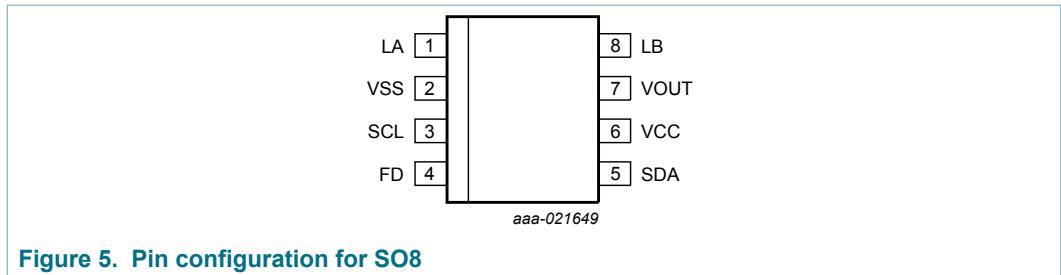 LA 1 8 LB
VSS 2 7 VOUT
SCL 3 6 VCC
FD 4 5 SDA
aaa-021649
Figure 5. Pin configuration for SO8